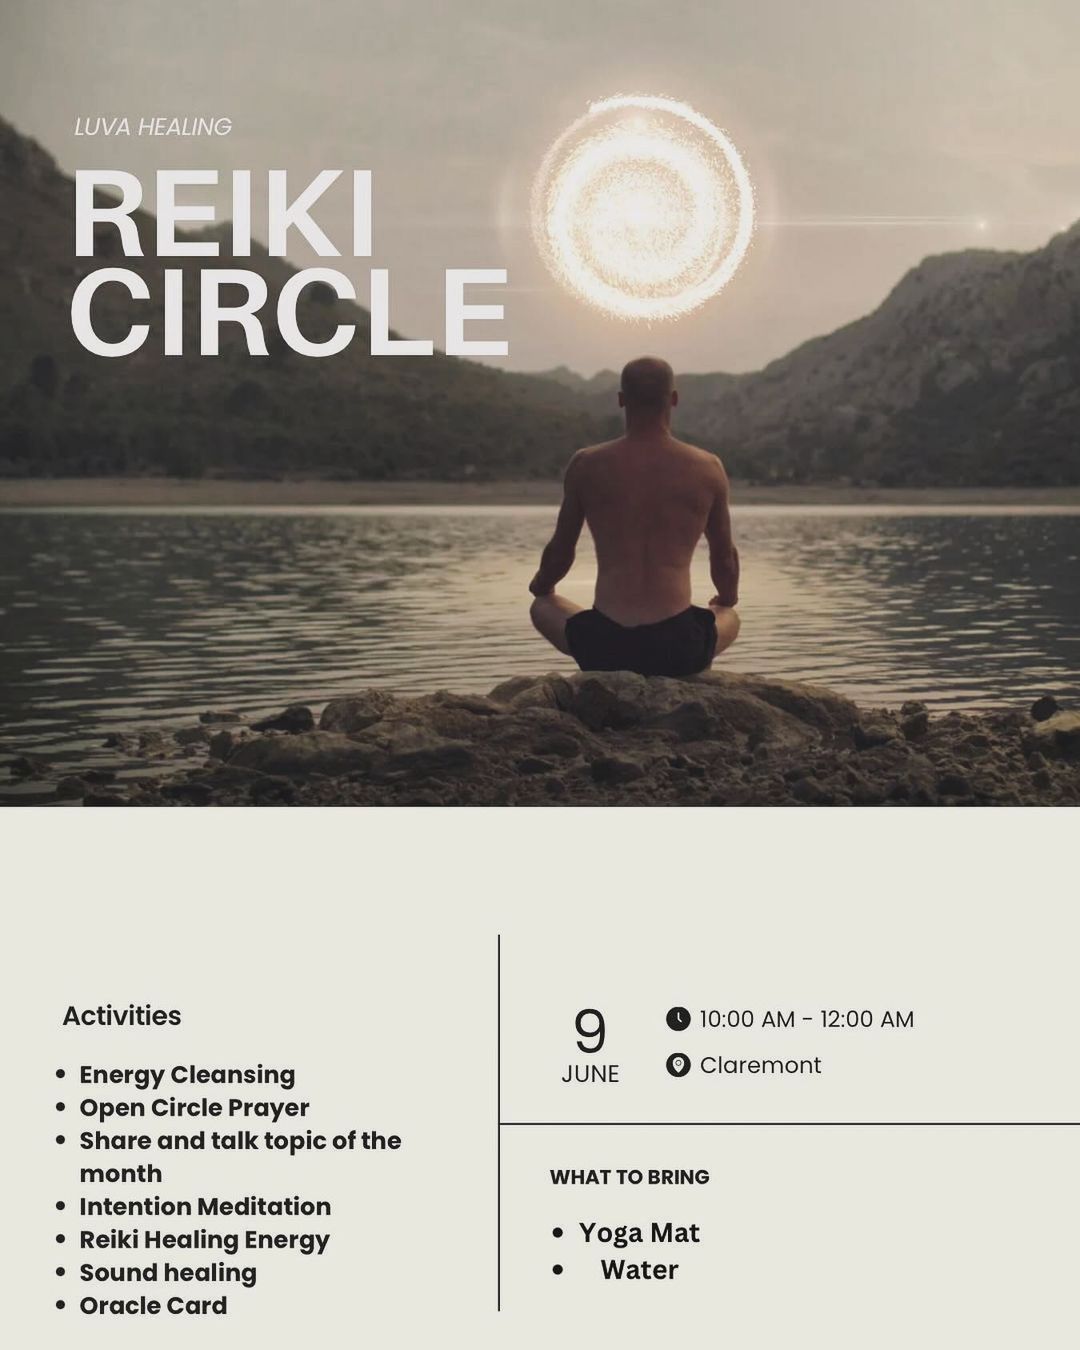 LUVA HEALING
REIKI
CIRCLE
Activities
• Energy Cleansing
• Open Circle Prayer
• Share and talk topic of the
month
• Intention Meditation
• Reiki Healing Energy
• Sound healing
• Oracle Card
9
JUNE
10:00 AM - 12:00 AM
Claremont
WHAT TO BRING
• Yoga Mat
• Water